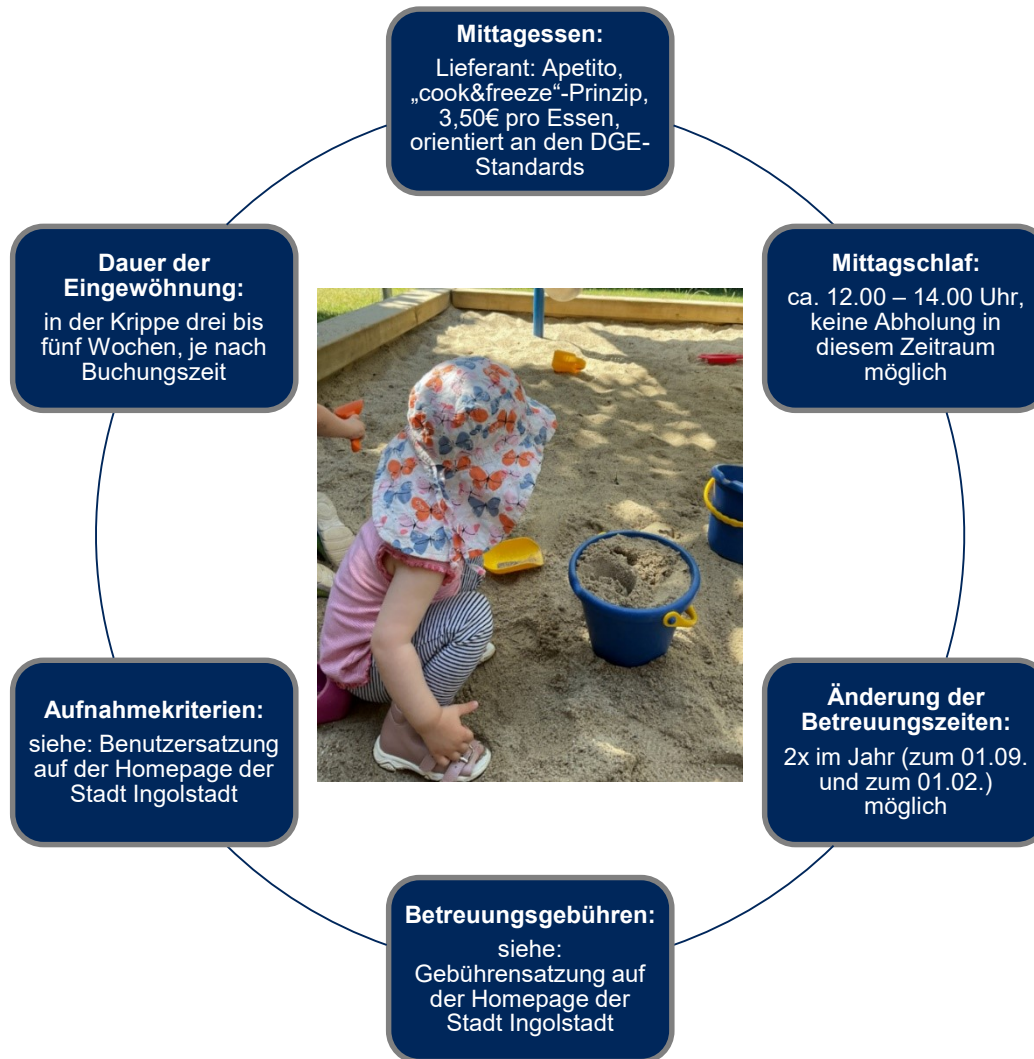 Mittagessen:
Lieferant: Apetito,
„cook&freeze“-Prinzip,
3,50€ pro Essen,
orientiert an den DGE-
Standards
Mittagschlaf:
ca. 12.00 – 14.00 Uhr,
keine Abholung in
diesem Zeitraum
möglich
Änderung der
Betreuungszeiten:
2x im Jahr (zum 01.09.
und zum 01.02.)
möglich
Betreuungsgebühren:
siehe:
Gebührensatzung auf
der Homepage der
Stadt Ingolstadt
Aufnahmekriterien:
siehe: Benutzersatzung
auf der Homepage der
Stadt Ingolstadt
Dauer der
Eingewöhnung:
in der Krippe drei bis
fünf Wochen, je nach
Buchungszeit